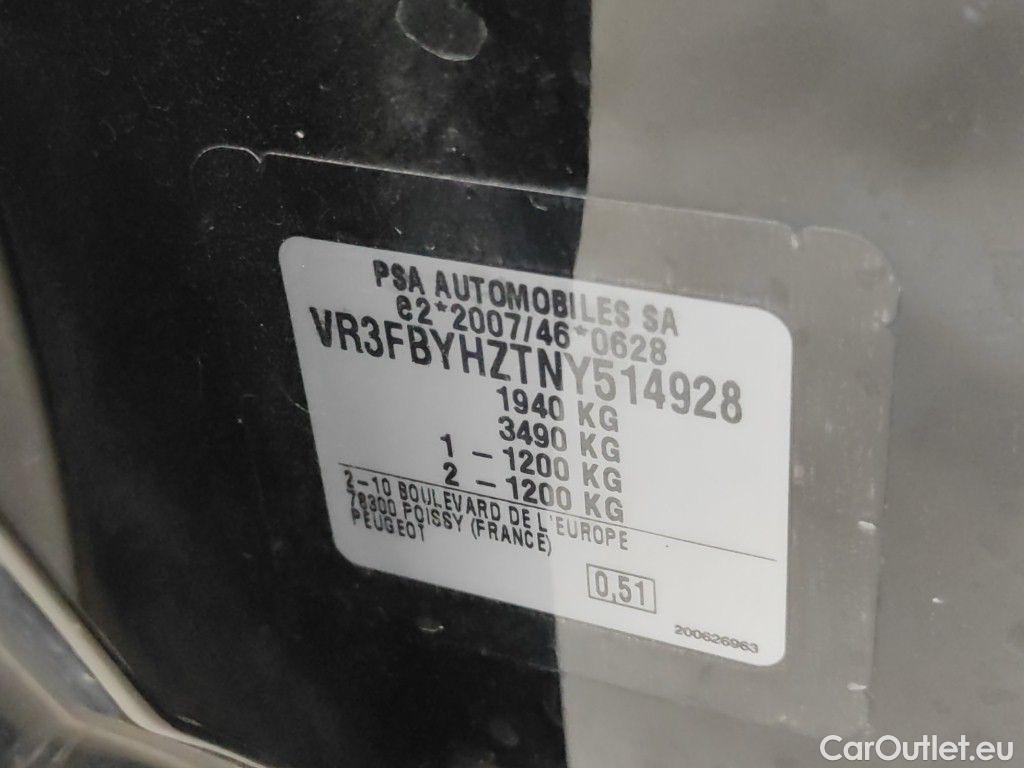 PSA AUTOMOBILES SA
e2*2007/46*0628
VR3FBYHZTNY514928
1940 KG
3490 KG
1 - 1200 KG
2 - 1200 KG
2-10 BOULEVARD DE L'EUROPE
78300 POISSY (FRANCE)
PEUGEOT
0,51
200626963
CarOutlet.eu